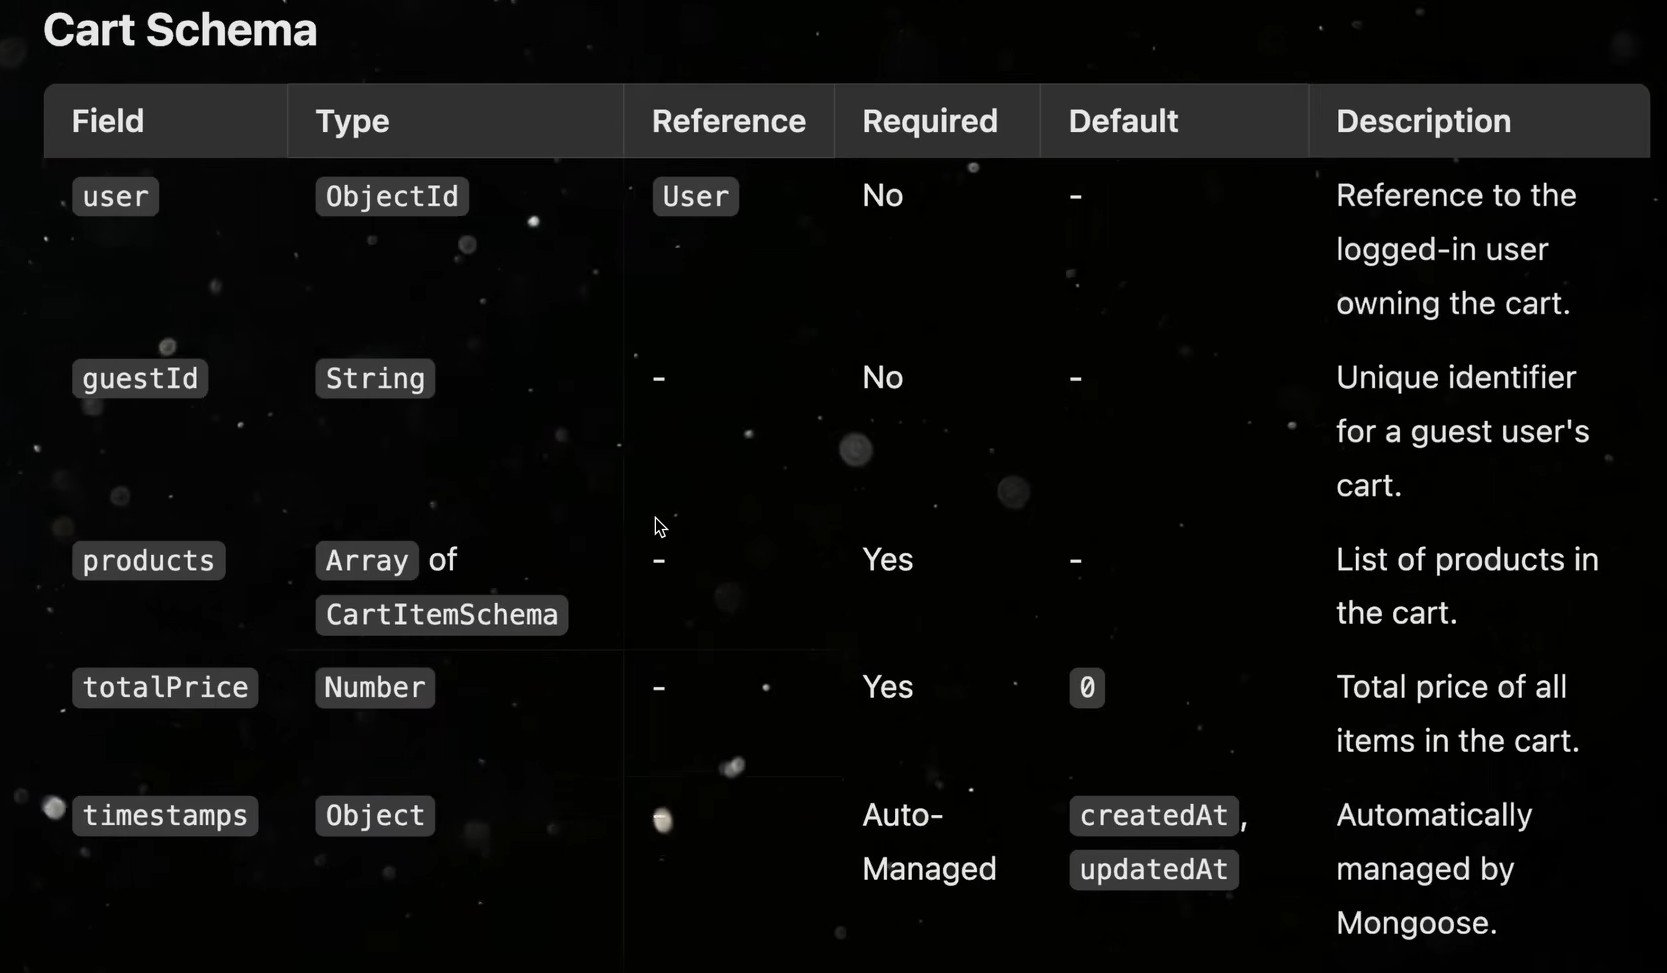 Cart Schema
Field Type Reference Required Default Description
user ObjectId User No - Reference to the
logged-in user
owning the cart.
guestId String - No - Unique identifier
for a guest user's
cart.
products Array of - Yes - List of products in
CartItemSchema the cart.
totalPrice Number - Yes 0 Total price of all
items in the cart.
timestamps Object - Auto- createdAt, Automatically
Managed updatedAt managed by
Mongoose.